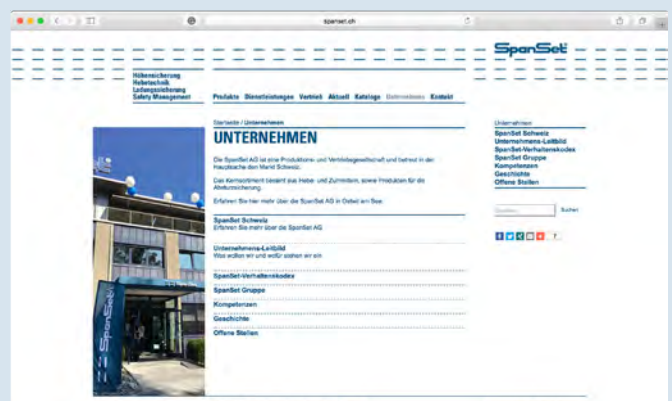 spanset.ch
SpanSet
Höhensicherung
Hebetechnik
Ladungssicherung
Safety Management
Produkte Dienstleistungen Vertrieb Aktuell Kataloge Unternehmen Kontakt
Startseite / Unternehmen
UNTERNEHMEN
Die SpanSet AG ist eine Produktions- und Vertriebsgesellschaft und betreut in der
Hauptsache den Markt Schweiz.
Das Kernsortiment besteht aus Hebe- und Zurrmitteln, sowie Produkten für die
Absturzsicherung.
Erfahren Sie hier mehr über die SpanSet AG in Oetwil am See.
SpanSet Schweiz
Erfahren Sie mehr über die SpanSet AG
Unternehmens-Leitbild
Was wollen wir und wofür stehen wir ein
SpanSet-Verhaltenskodex
SpanSet Gruppe
Kompetenzen
Geschichte
Offene Stellen
Unternehmen
SpanSet Schweiz
Unternehmens-Leitbild
SpanSet-Verhaltenskodex
SpanSet Gruppe
Kompetenzen
Geschichte
Offene Stellen
Suchen
SpanSet